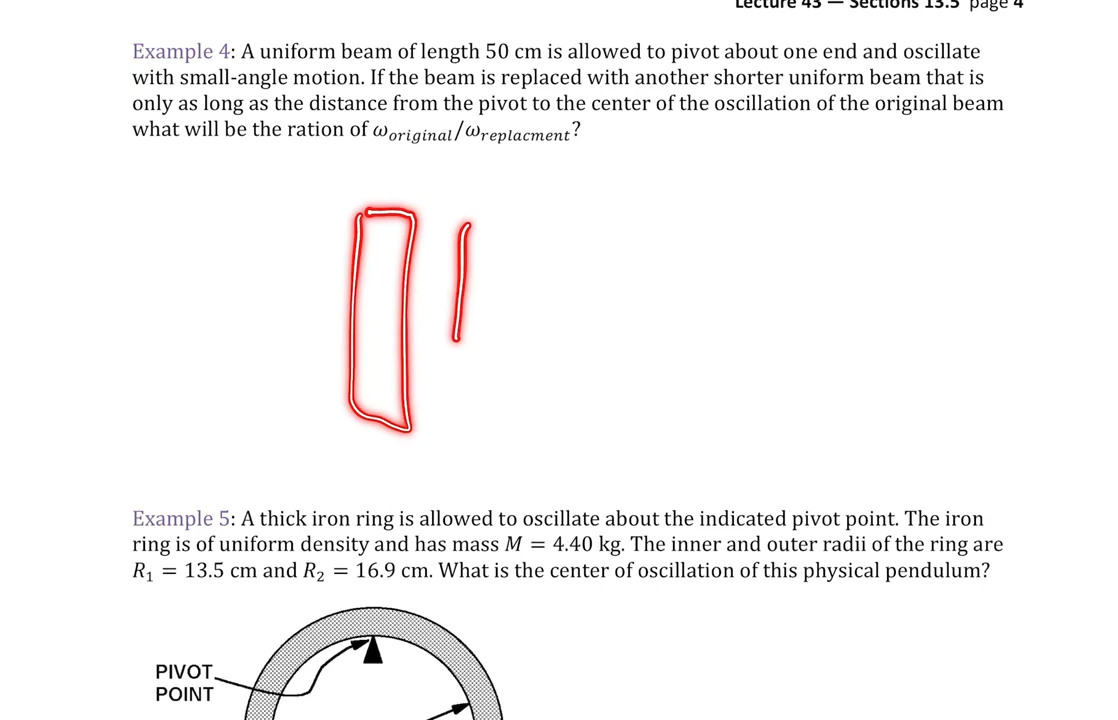 Lecture 43 — Sections 13.5 page 4
Example 4: A uniform beam of length 50 cm is allowed to pivot about one end and oscillate
with small-angle motion. If the beam is replaced with another shorter uniform beam that is
only as long as the distance from the pivot to the center of the oscillation of the original beam
what will be the ration of ω_original/ω_replacment?
Example 5: A thick iron ring is allowed to oscillate about the indicated pivot point. The iron
ring is of uniform density and has mass M = 4.40 kg. The inner and outer radii of the ring are
R₁ = 13.5 cm and R₂ = 16.9 cm. What is the center of oscillation of this physical pendulum?
PIVOT
POINT